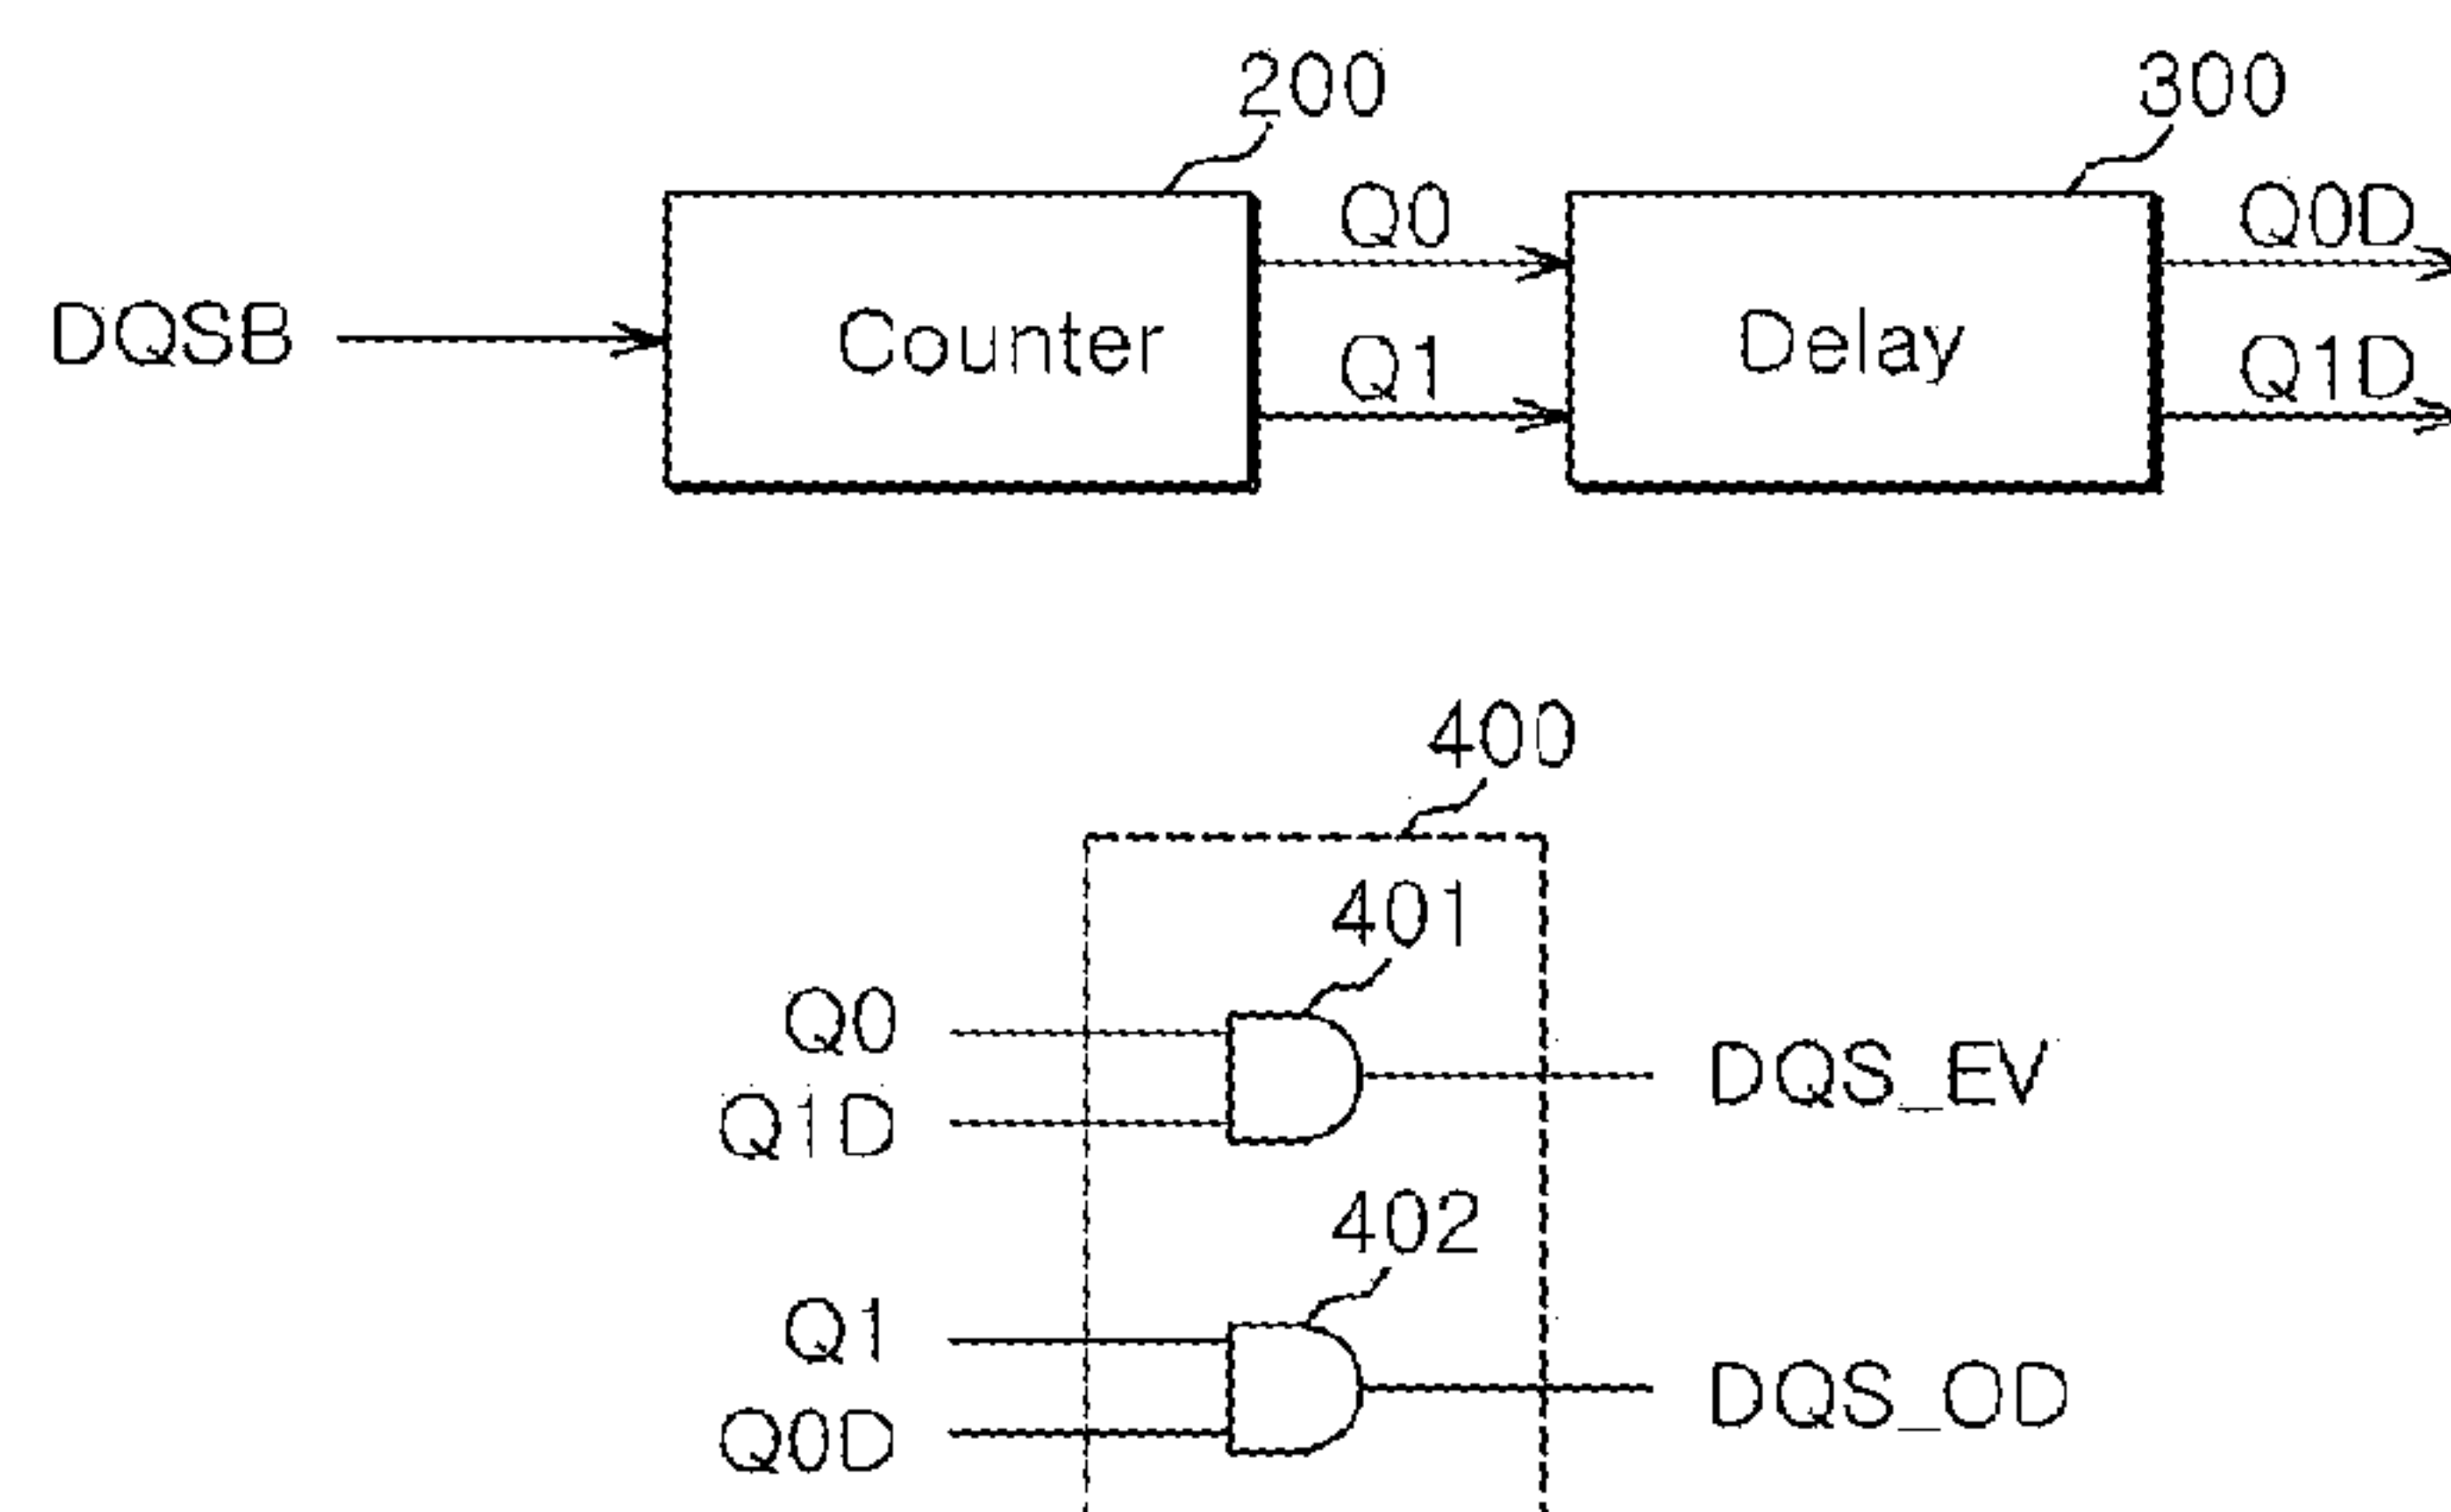 200
300
Q0
Q0D
DQSB
Counter
Q1
Delay
Q1D
400
401
Q0
Q1D
DQS_EV
402
Q1
Q0D
DQS_OD